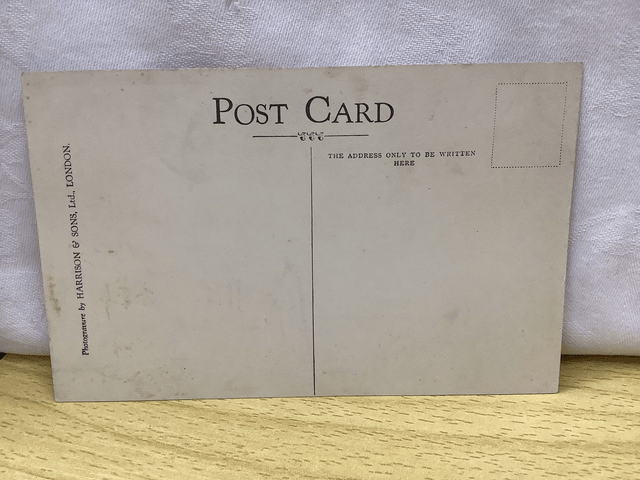 POST CARD
THE ADDRESS ONLY TO BE WRITTEN
HERE
Photogravure by HARRISON & SONS, Ltd., LONDON.